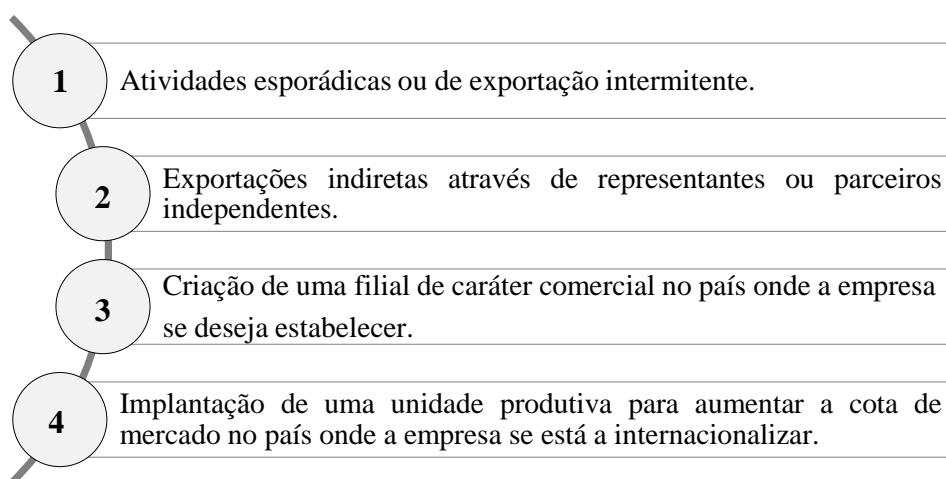 1
Atividades esporádicas ou de exportação intermitente.
2
Exportações indiretas através de representantes ou parceiros
independentes.
3
Criação de uma filial de caráter comercial no país onde a empresa
se deseja estabelecer.
4
Implantação de uma unidade produtiva para aumentar a cota de
mercado no país onde a empresa se está a internacionalizar.